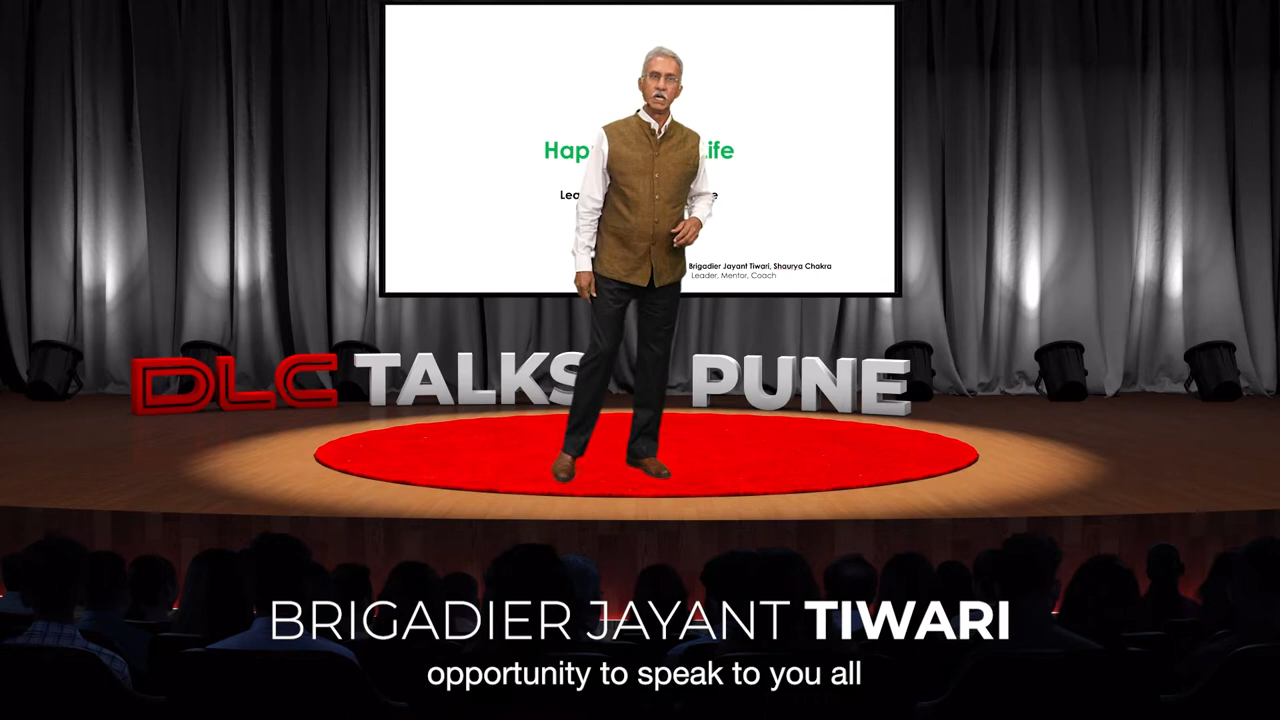 Hap ife
Lea e
Brigadier Jayant Tiwari, Shaurya Chakra
Leader, Mentor, Coach
DLC TALKS PUNE
BRIGADIER JAYANT TIWARI
opportunity to speak to you all